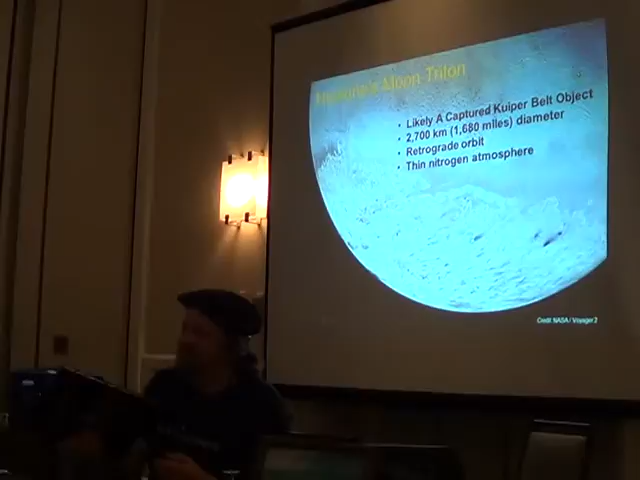 Neptune's Moon Triton
• Likely A Captured Kuiper Belt Object
• 2,700 km (1,680 miles) diameter
• Retrograde orbit
• Thin nitrogen atmosphere
Credit: NASA / Voyager 2